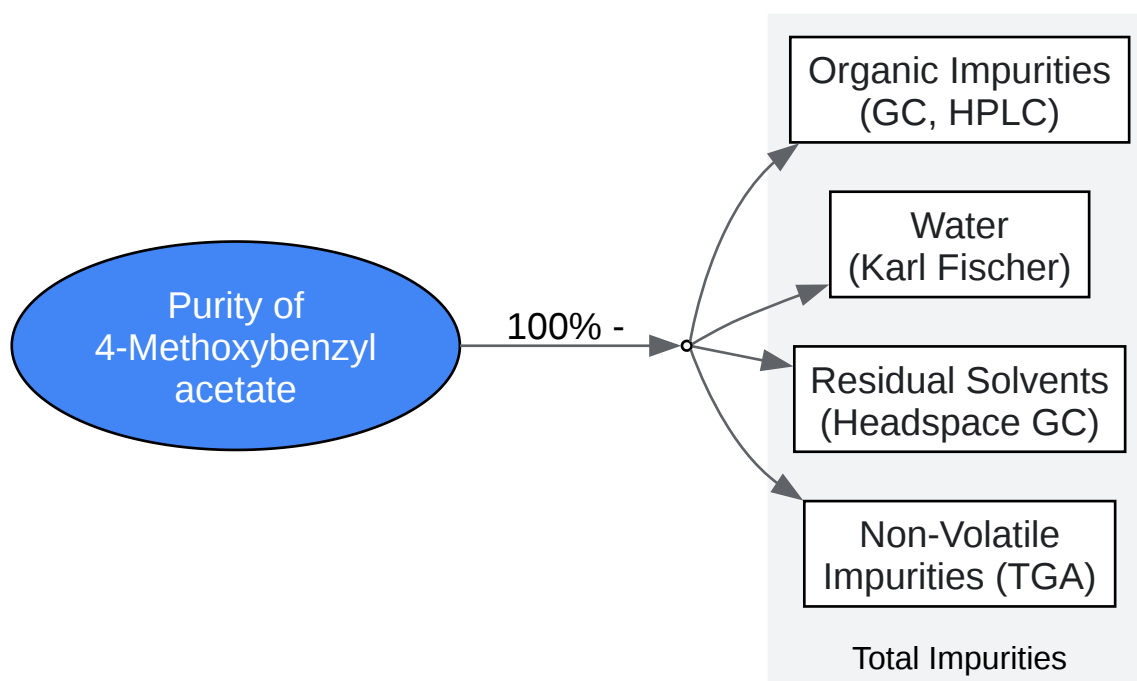 Purity of
4-Methoxybenzyl
acetate
100% -
Organic Impurities
(GC, HPLC)
Water
(Karl Fischer)
Residual Solvents
(Headspace GC)
Non-Volatile
Impurities (TGA)
Total Impurities